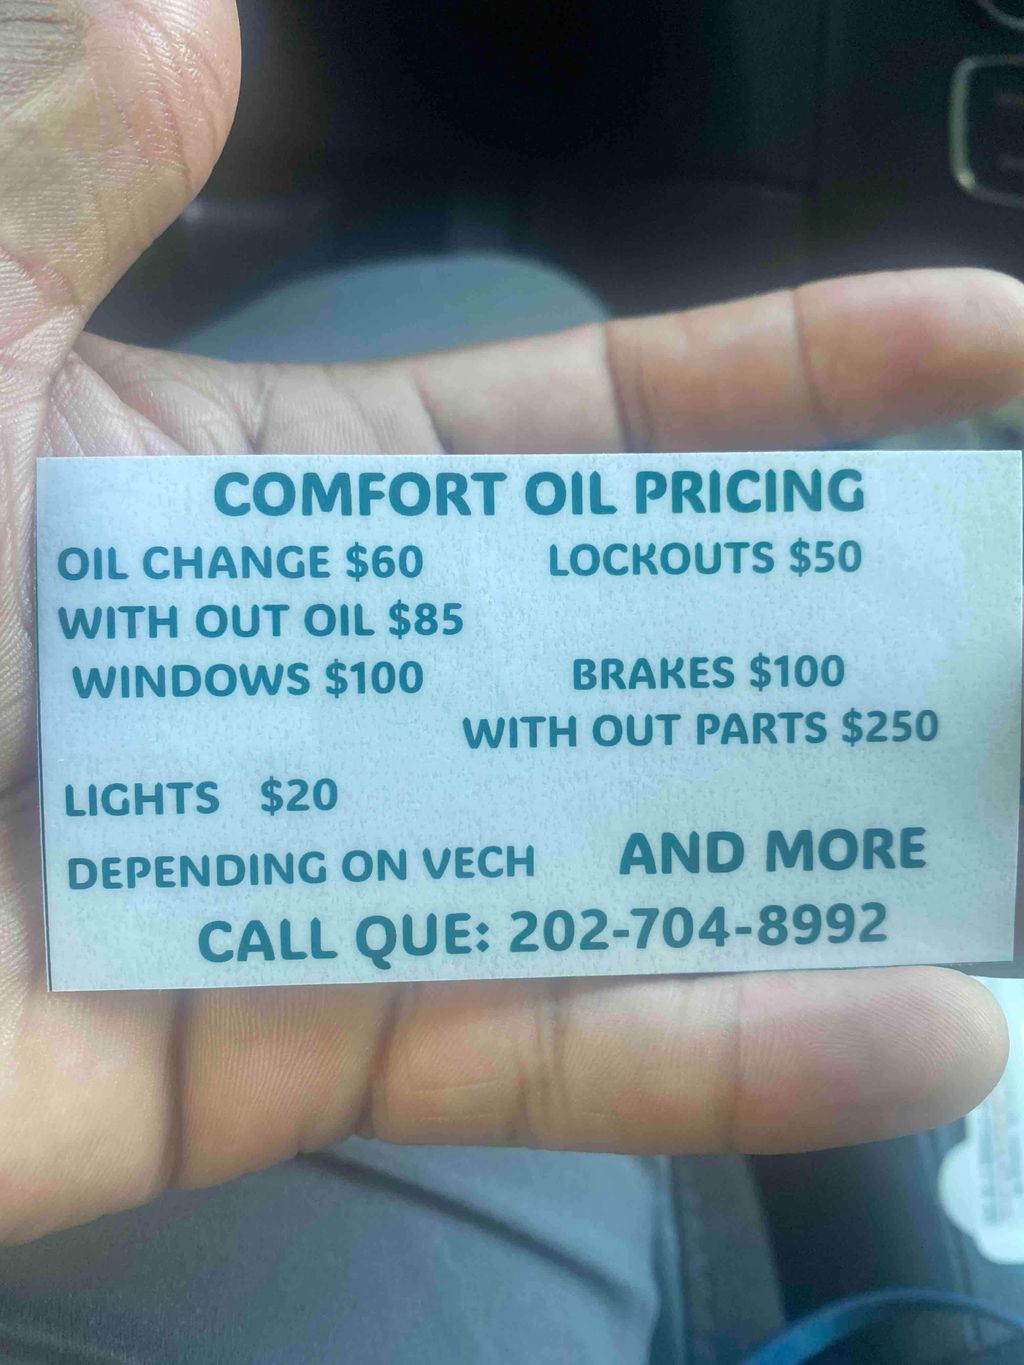 COMFORT OIL PRICING
OIL CHANGE $60 LOCKOUTS $50
WITH OUT OIL $85
WINDOWS $100 BRAKES $100
WITH OUT PARTS $250
LIGHTS $20
DEPENDING ON VECH AND MORE
CALL QUE: 202-704-8992